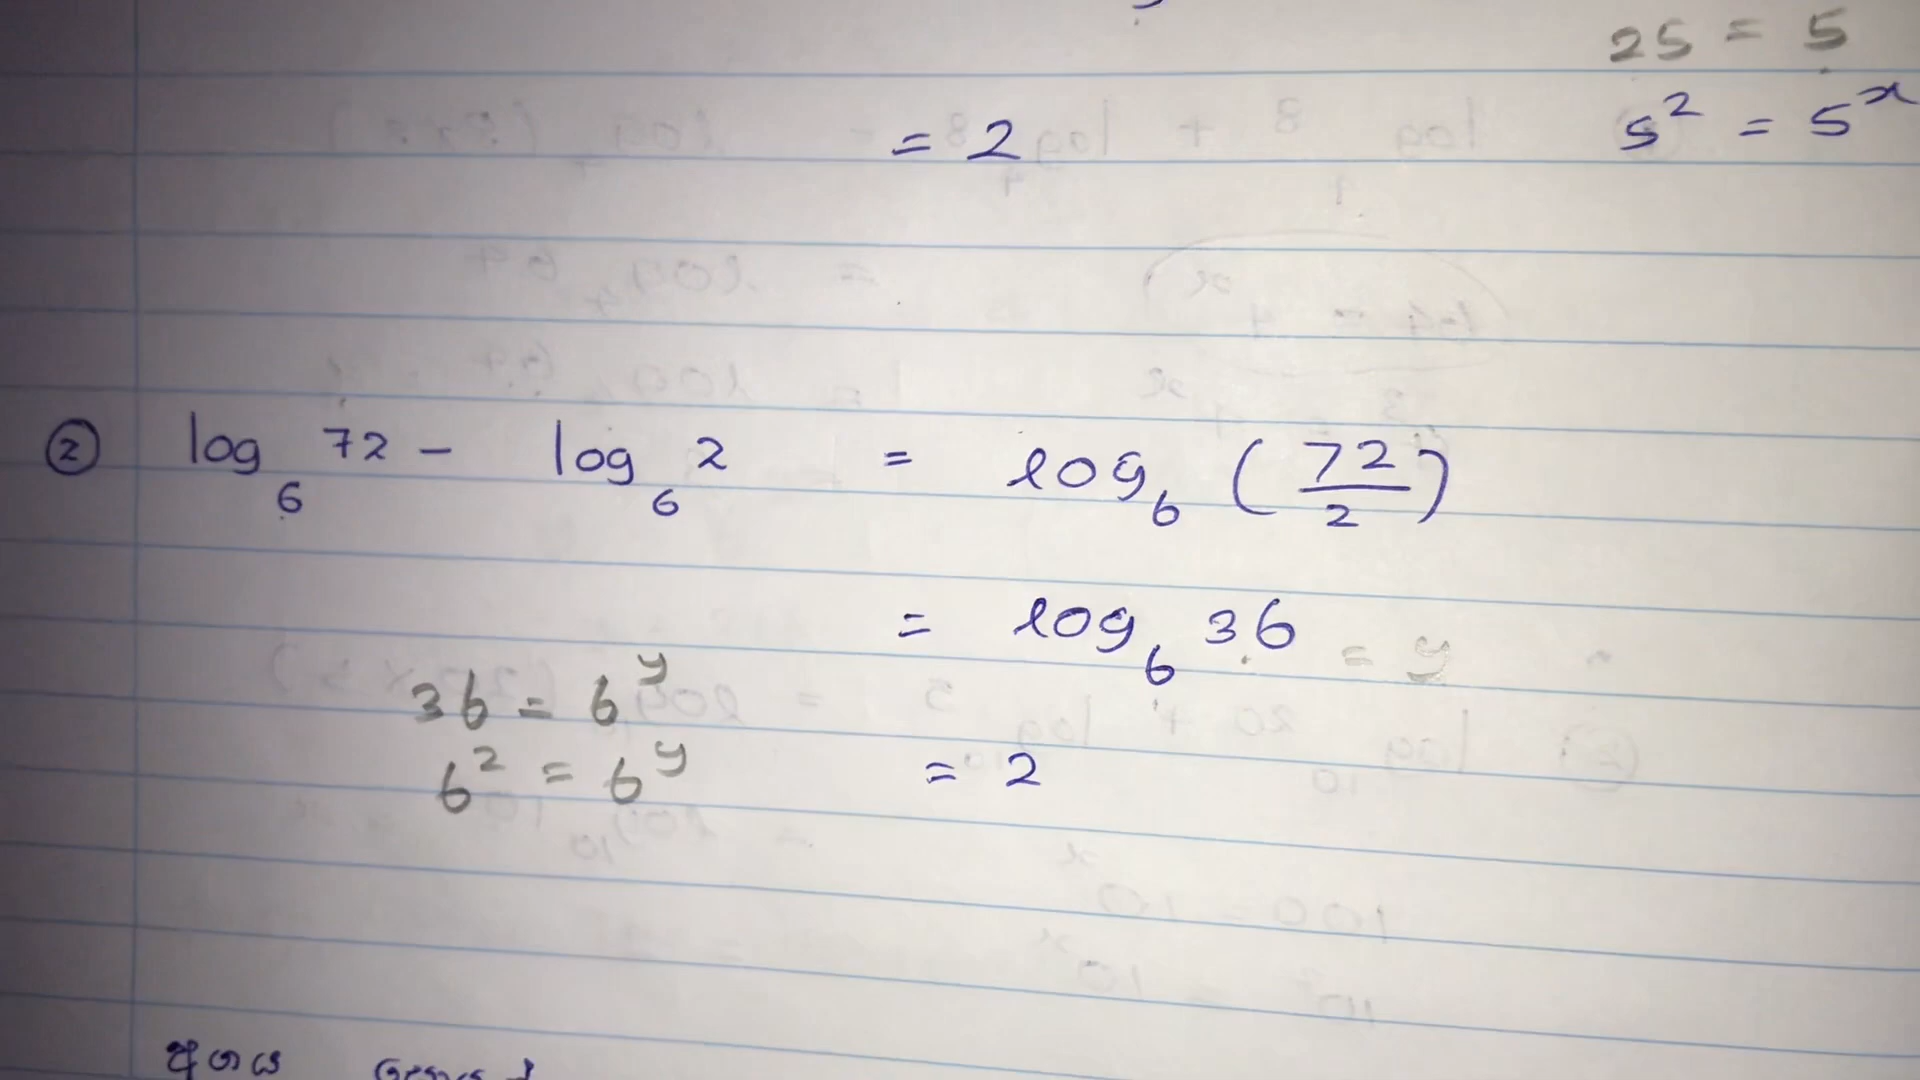 25 = 5
= 2 5² = 5ˣ
② log₆ 72 - log₆ 2 = log₆ (72/2)
= log₆ 36 = y
36 = 6ʸ
6² = 6ʸ = 2
අගය